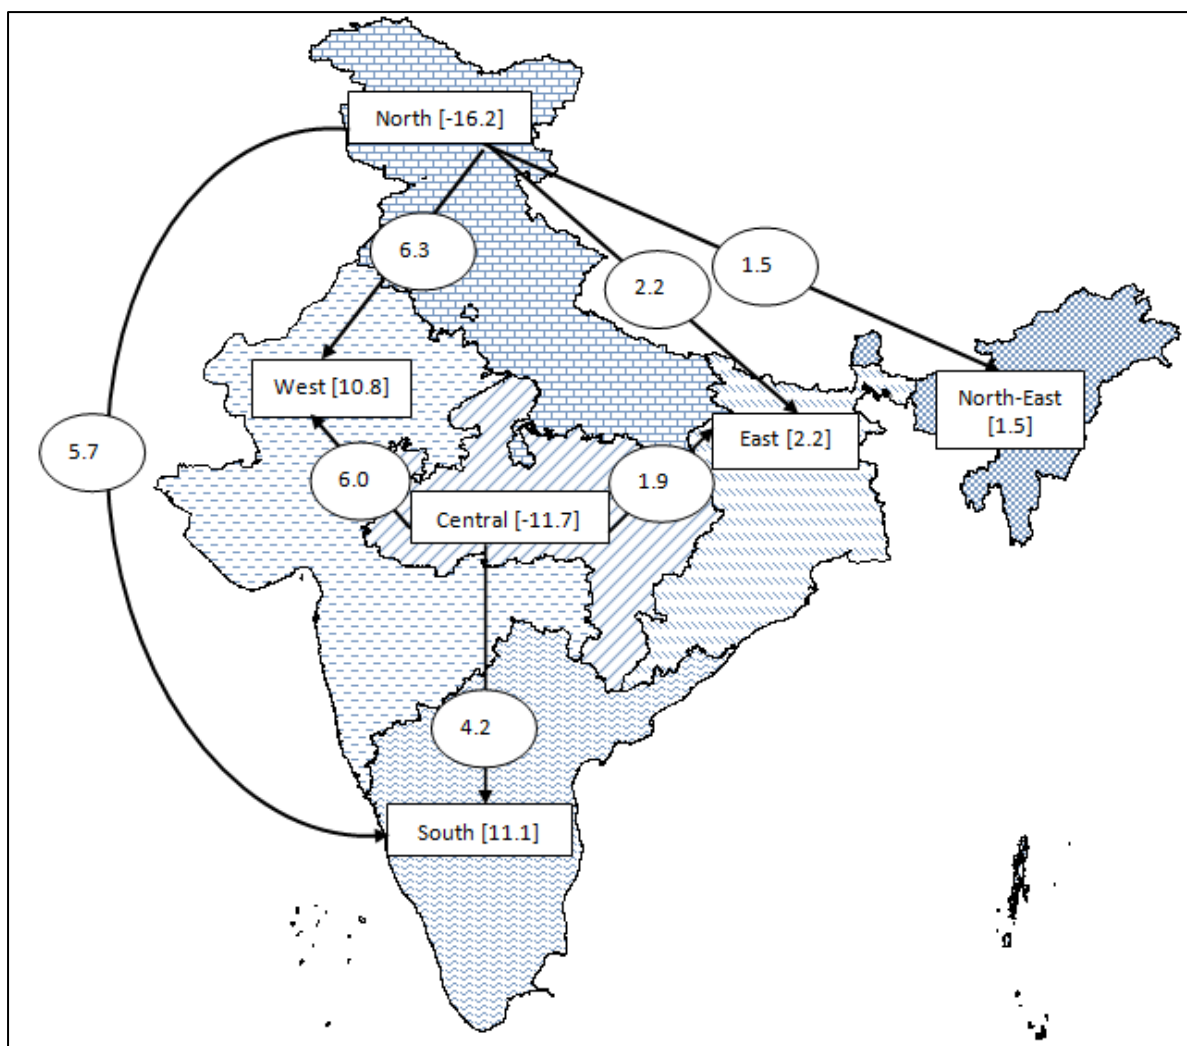 North [-16.2]
6.3
2.2
1.5
West [10.8]
North-East
[1.5]
East [2.2]
5.7
6.0
1.9
Central [-11.7]
4.2
South [11.1]